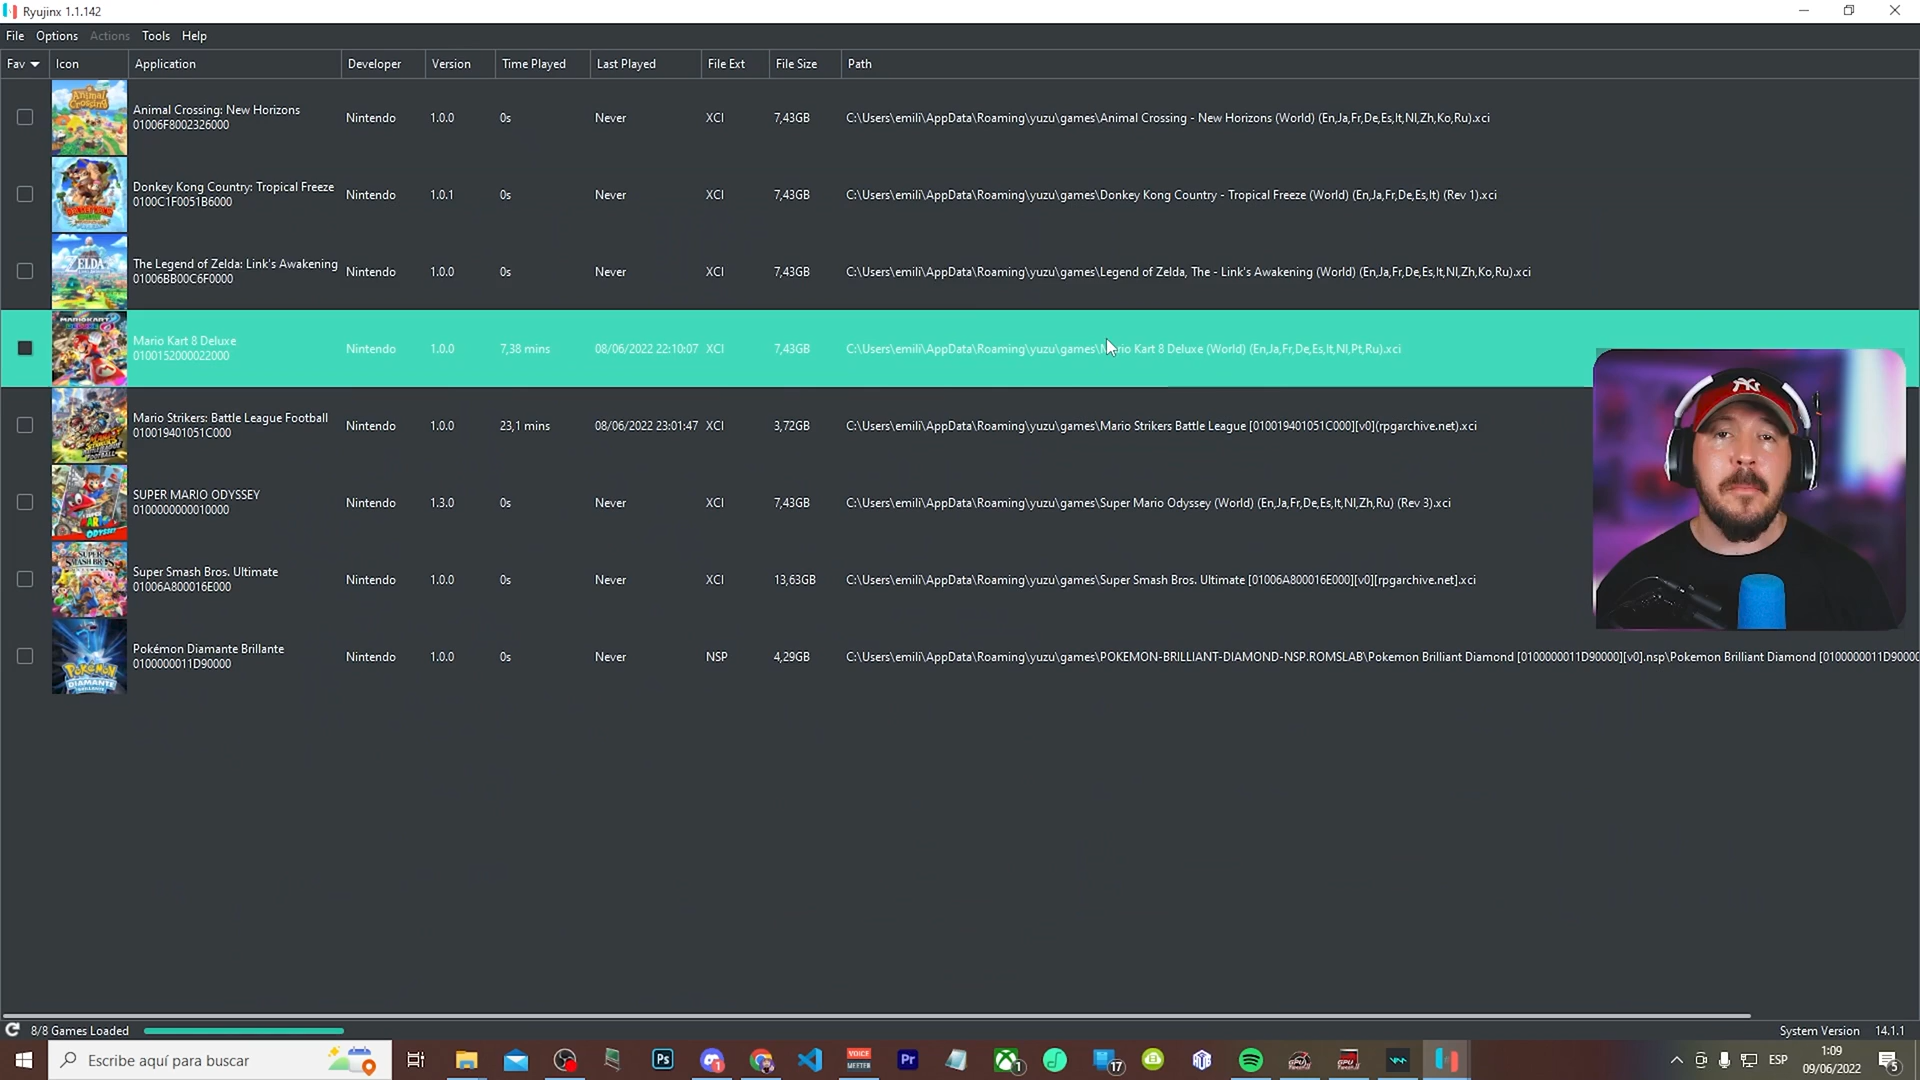 Ryujinx 1.1.142
File Options Actions Tools Help
Fav Icon Application Developer Version Time Played Last Played File Ext File Size Path
Animal Crossing: New Horizons
01006F8002326000
Nintendo 1.0.0 0s Never XCI 7,43GB C:\Users\emili\AppData\Roaming\yuzu\games\Animal Crossing - New Horizons (World) (En,Ja,Fr,De,Es,It,Nl,Zh,Ko,Ru).xci
Donkey Kong Country: Tropical Freeze
0100C1F0051B6000
Nintendo 1.0.1 0s Never XCI 7,43GB C:\Users\emili\AppData\Roaming\yuzu\games\Donkey Kong Country - Tropical Freeze (World) (En,Ja,Fr,De,Es,It) (Rev 1).xci
ZELDA
The Legend of Zelda: Link's Awakening
01006BB00C6F0000
Nintendo 1.0.0 0s Never XCI 7,43GB C:\Users\emili\AppData\Roaming\yuzu\games\Legend of Zelda, The - Link's Awakening (World) (En,Ja,Fr,De,Es,It,Nl,Zh,Ko,Ru).xci
Mario Kart 8 Deluxe
0100152000022000
Nintendo 1.0.0 7,38 mins 08/06/2022 22:10:07 XCI 7,43GB C:\Users\emili\AppData\Roaming\yuzu\games\Mario Kart 8 Deluxe (World) (En,Ja,Fr,De,Es,It,Nl,Pt,Ru).xci
Mario Strikers: Battle League Football
010019401051C000
Nintendo 1.0.0 23,1 mins 08/06/2022 23:01:47 XCI 3,72GB C:\Users\emili\AppData\Roaming\yuzu\games\Mario Strikers Battle League [010019401051C000][v0](rpgarchive.net).xci
SUPER MARIO ODYSSEY
0100000000010000
Nintendo 1.3.0 0s Never XCI 7,43GB C:\Users\emili\AppData\Roaming\yuzu\games\Super Mario Odyssey (World) (En,Ja,Fr,De,Es,It,Nl,Zh,Ru) (Rev 3).xci
Super Smash Bros. Ultimate
01006A800016E000
Nintendo 1.0.0 0s Never XCI 13,63GB C:\Users\emili\AppData\Roaming\yuzu\games\Super Smash Bros. Ultimate [01006A800016E000][v0][rpgarchive.net].xci
POKÉMON
DIAMANTE
Pokémon Diamante Brillante
0100000011D90000
Nintendo 1.0.0 0s Never NSP 4,29GB C:\Users\emili\AppData\Roaming\yuzu\games\POKEMON-BRILLIANT-DIAMOND-NSP.ROMSLAB\Pokemon Brilliant Diamond [0100000011D90000][v0].nsp\Pokemon Brilliant Diamond [0100000011D90000
8/8 Games Loaded System Version 14.1.1
Escribe aquí para buscar
Ps
1
VOICE
MEETER
Pr
1
17
ESP
1:09
09/06/2022
5